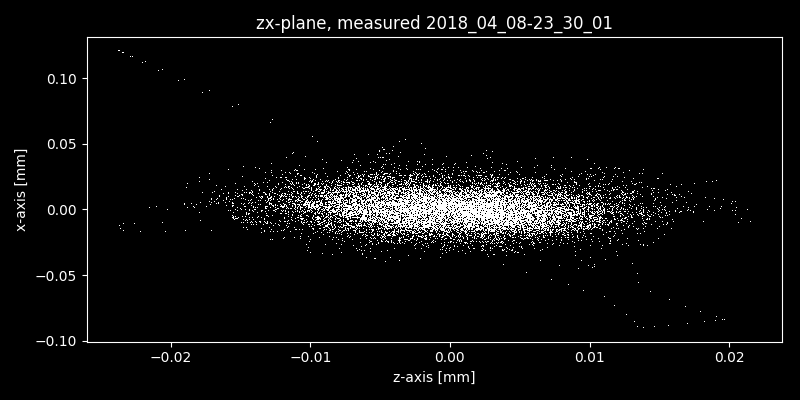 zx-plane, measured 2018_04_08-23_30_01
0.10
0.05
0.00
−0.05
−0.10
x-axis [mm]
−0.02 −0.01 0.00 0.01 0.02
z-axis [mm]